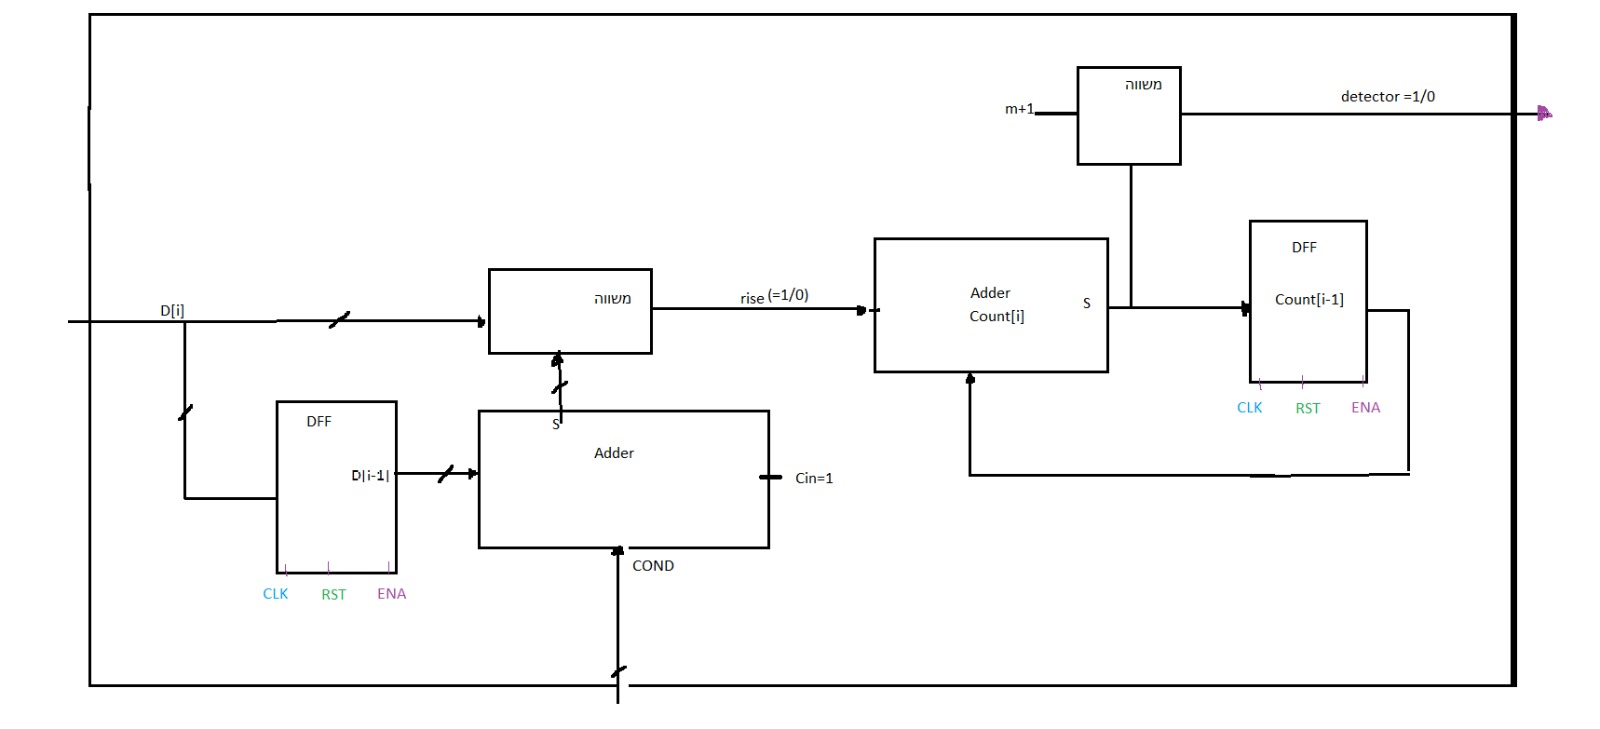 משווה
m+1
detector =1/0
DFF
Count[i-1]
CLK RST ENA
D[i]
משווה
rise (=1/0)
Adder
Count[i]
S
DFF
D[i-1]
CLK RST ENA
S
Adder
Cin=1
COND